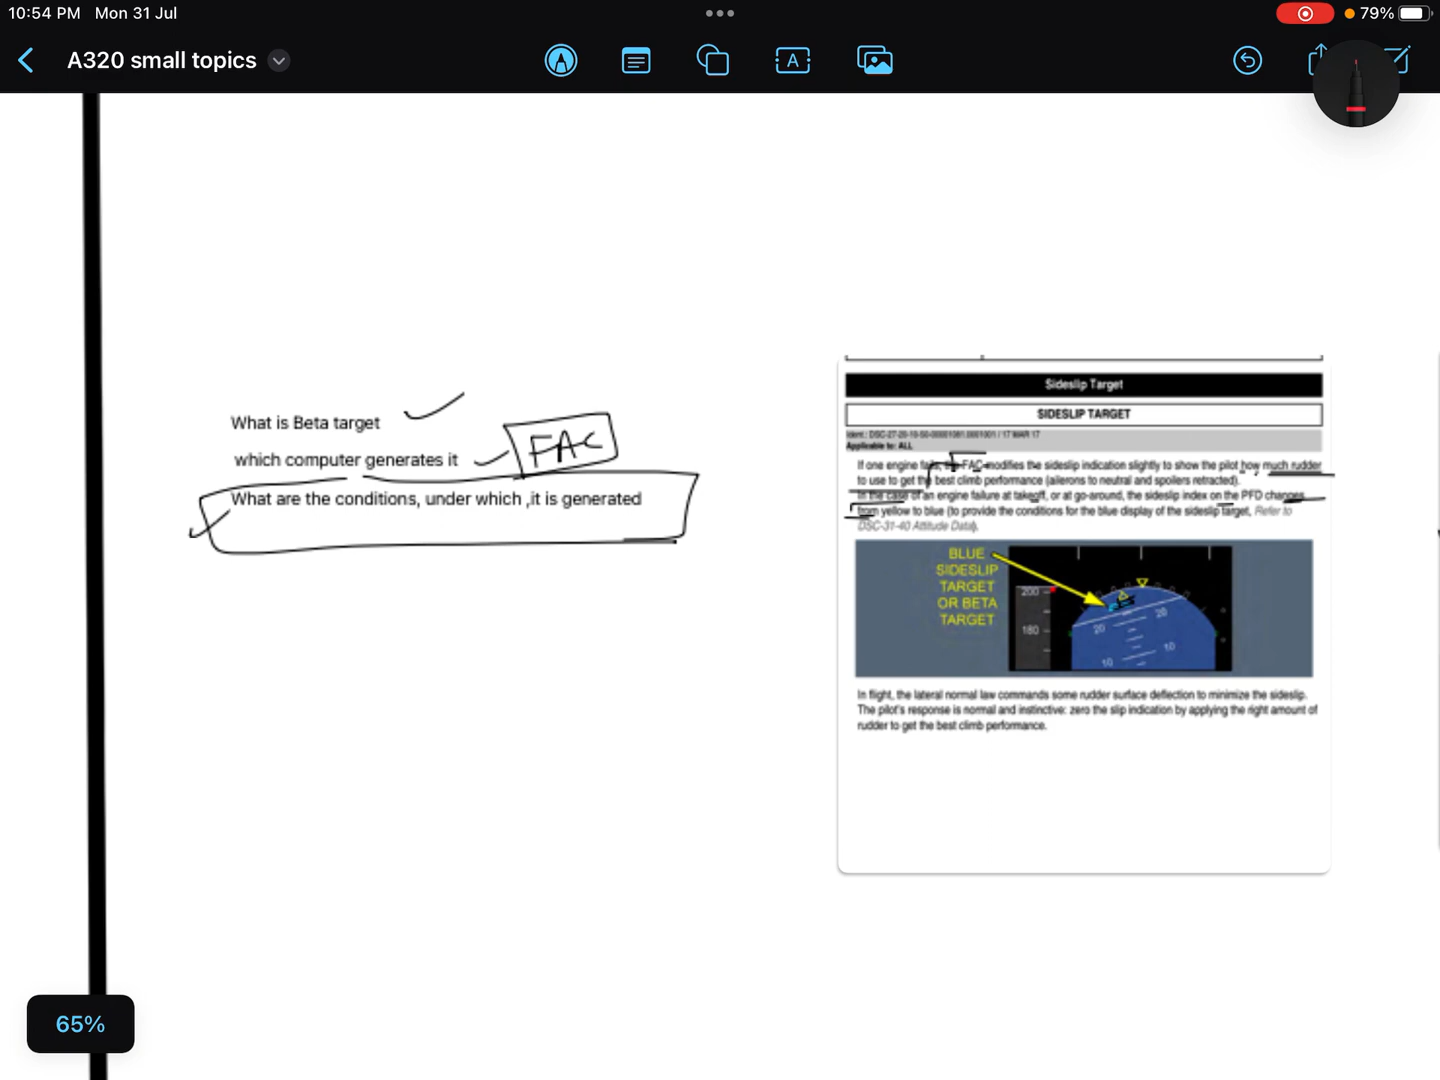 10:54 PM Mon 31 Jul
79%
A320 small topics
A
What is Beta target
which computer generates it
FAC
What are the conditions, under which ,it is generated
Sideslip Target
SIDESLIP TARGET
Applicable to: ALL
If one engine fails, the FAC modifies the sideslip indication slightly to show the pilot how much rudder
to use to get the best climb performance (ailerons to neutral and spoilers retracted).
In the case of an engine failure at takeoff, or at go-around, the sideslip index on the PFD changes
from yellow to blue (to provide the conditions for the blue display of the sideslip target, Refer to
DSC-31-40 Attitude Data).
BLUE
SIDESLIP
TARGET
OR BETA
TARGET
200
180
20 20
10 10
In flight, the lateral normal law commands some rudder surface deflection to minimize the sideslip.
The pilot's response is normal and instinctive: zero the slip indication by applying the right amount of
rudder to get the best climb performance.
65%